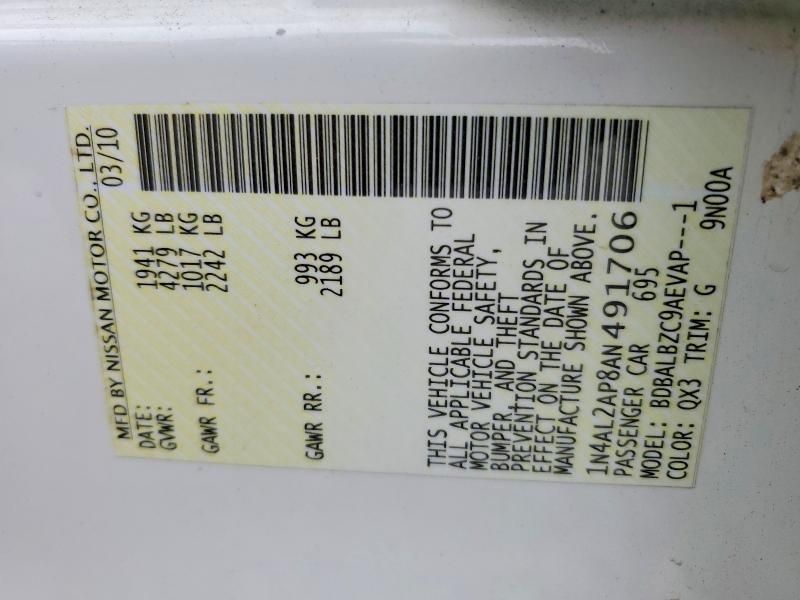 MFD BY NISSAN MOTOR CO., LTD.
DATE: 03/10
GVWR: 1941 KG
4279 LB
GAWR FR.: 1017 KG
2242 LB
GAWR RR.: 993 KG
2189 LB
THIS VEHICLE CONFORMS TO
ALL APPLICABLE FEDERAL
MOTOR VEHICLE SAFETY,
BUMPER, AND THEFT
PREVENTION STANDARDS IN
EFFECT ON THE DATE OF
MANUFACTURE SHOWN ABOVE.
1N4AL2AP8AN491706
PASSENGER CAR 695
MODEL: BDBALBZC9AEVAP---1
COLOR: QX3 TRIM: G 9N00A